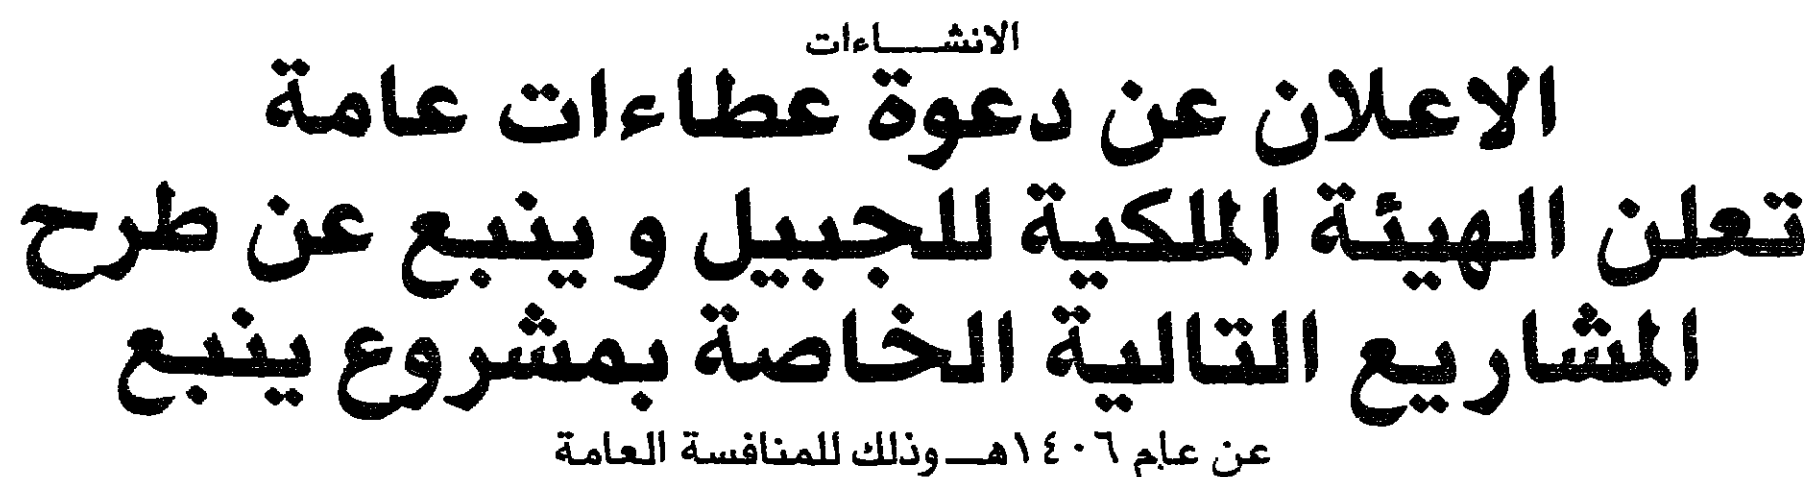 الانشـــاءات
الاعلان عن دعوة عطاءات عامة
تعلن الهيئة الملكية للجبيل و ينبع عن طرح
المشاريع التالية الخاصة بمشروع ينبع
عن عام ١٤٠٦هــ وذلك للمنافسة العامة